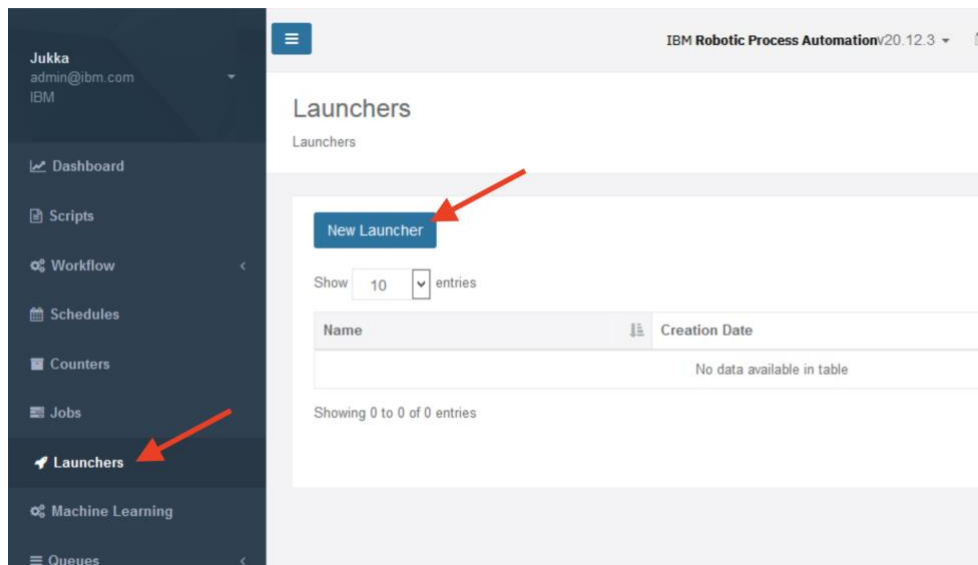 Jukka
admin@ibm.com
IBM
Dashboard
Scripts
Workflow
Schedules
Counters
Jobs
Launchers
Machine Learning
Queues
IBM Robotic Process Automationv20.12.3
Launchers
Launchers
New Launcher
Show 10 entries
Name Creation Date
No data available in table
Showing 0 to 0 of 0 entries